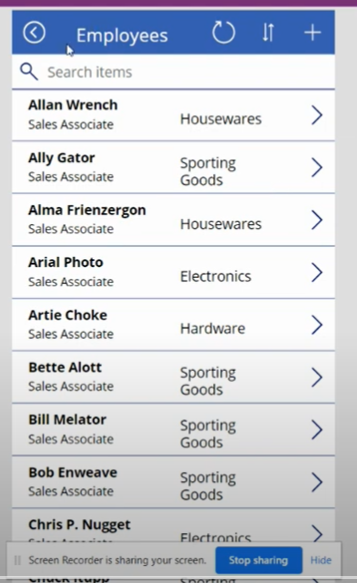 Employees
Search items
Allan Wrench
Sales Associate
Housewares
Ally Gator
Sales Associate
Sporting
Goods
Alma Frienzergon
Sales Associate
Housewares
Arial Photo
Sales Associate
Electronics
Artie Choke
Sales Associate
Hardware
Bette Alott
Sales Associate
Sporting
Goods
Bill Melator
Sales Associate
Sporting
Goods
Bob Enweave
Sales Associate
Sporting
Goods
Chris P. Nugget
Electronics
Screen Recorder is sharing your screen.
Stop sharing
Hide